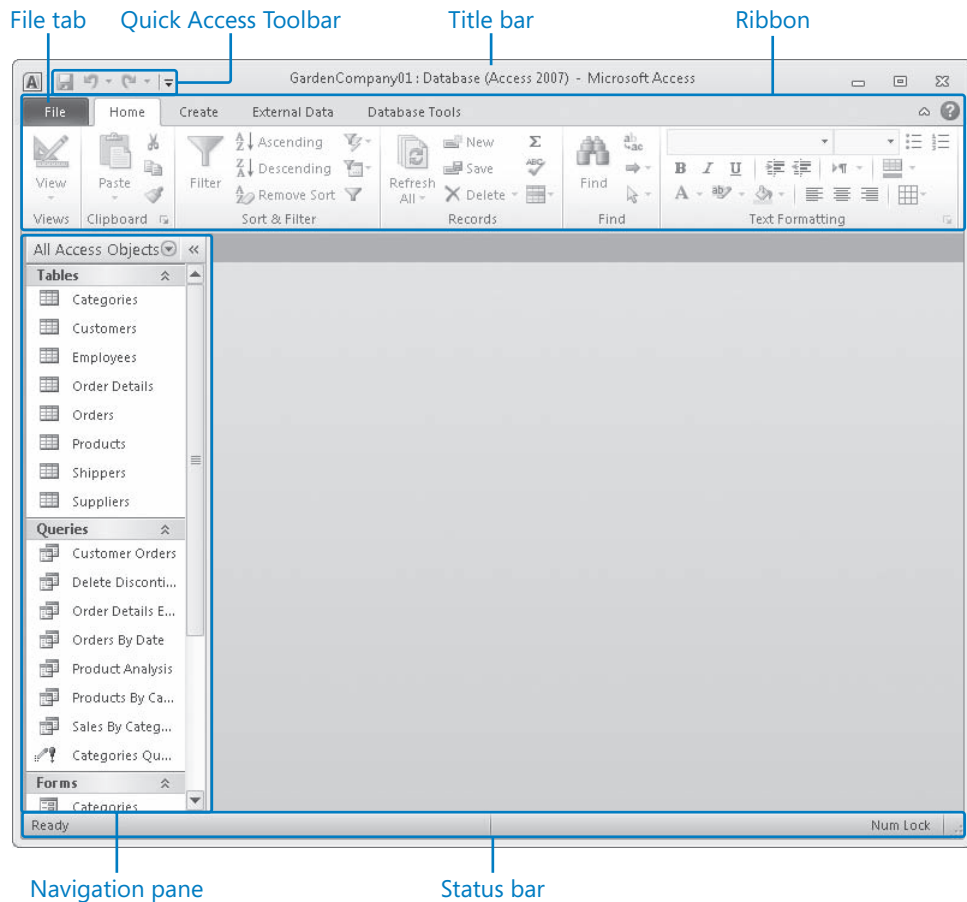 File tab Quick Access Toolbar Title bar Ribbon
A GardenCompany01 : Database (Access 2007) - Microsoft Access
File Home Create External Data Database Tools
View
Views
Paste
Clipboard
Filter
Ascending
Descending
Remove Sort
Sort & Filter
Refresh All
New
Save
Delete
Σ
ABC
Records
Find
ab ac
Find
B I U
A ab
Text Formatting
All Access Objects «
Tables
Categories
Customers
Employees
Order Details
Orders
Products
Shippers
Suppliers
Queries
Customer Orders
Delete Disconti...
Order Details E...
Orders By Date
Product Analysis
Products By Ca...
Sales By Categ...
Categories Qu...
Forms
Categories
Ready Num Lock
Navigation pane Status bar